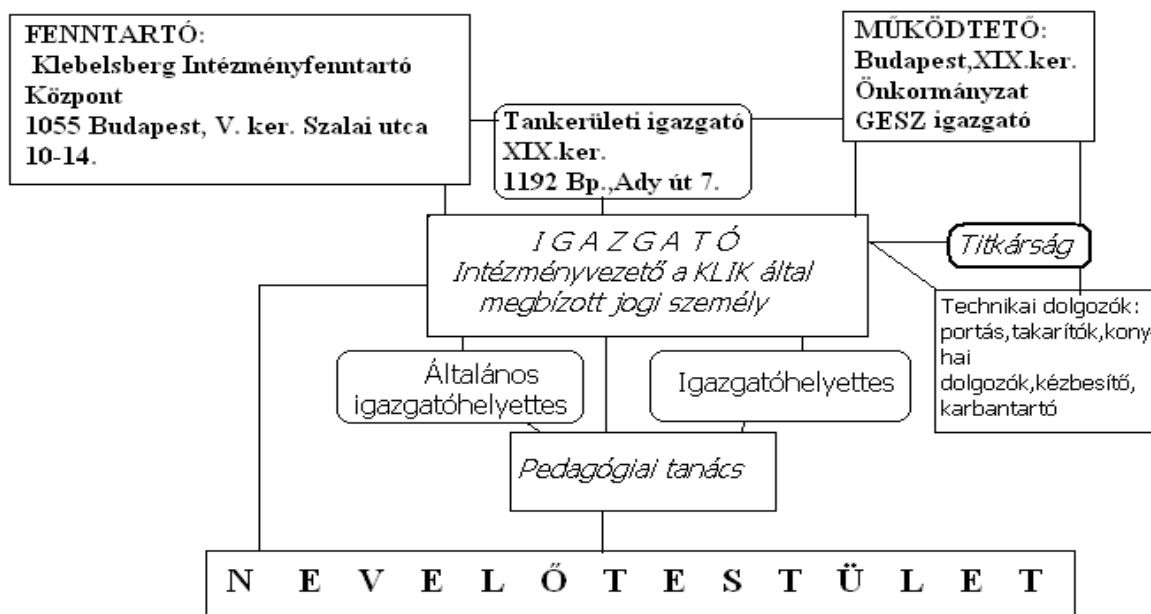 FENNTARTÓ:
Klebelsberg Intézményfenntartó
Központ
1055 Budapest, V. ker. Szalai utca
10-14.
MŰKÖDTETŐ:
Budapest,XIX.ker.
Önkormányzat
GESZ igazgató
Tankerületi igazgató
XIX.ker.
1192 Bp.,Ady út 7.
I G A Z G A T Ó
Intézményvezető a KLIK által
megbízott jogi személy
Titkárság
Technikai dolgozók:
portás,takarítók,kony-
hai
dolgozók,kézbesítő,
karbantartó
Általános
igazgatóhelyettes
Igazgatóhelyettes
Pedagógiai tanács
N E V E L Ő T E S T Ü L E T